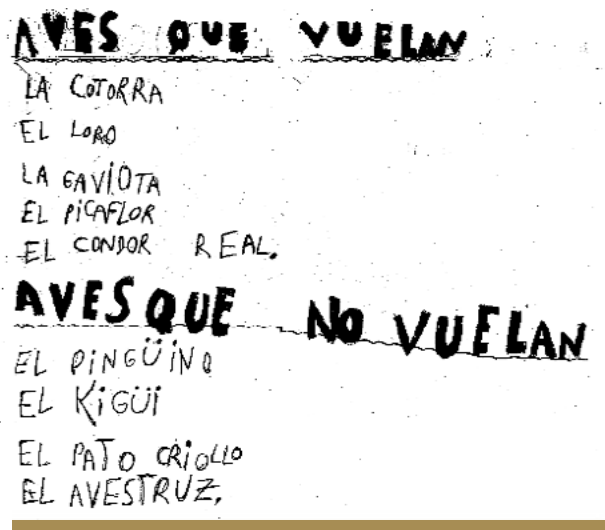 AVES QUE VUELAN
LA COTORRA
EL LORO
LA GAVIOTA
EL PICAFLOR
EL CONDOR REAL.
AVES QUE NO VUELAN
EL PINGÜINO
EL KIGÜI
EL PATO CRIOLLO
EL AVESTRUZ.